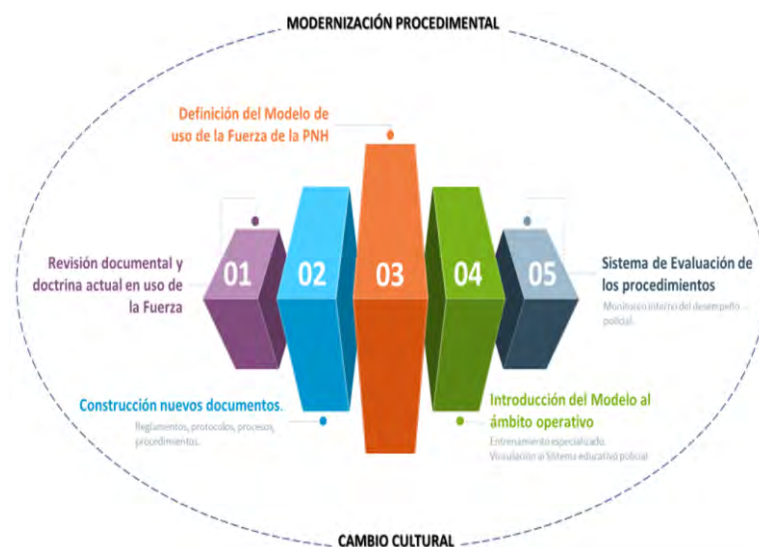 MODERNIZACIÓN PROCEDIMENTAL
Definición del Modelo de
uso de la Fuerza de la PNH
Revisión documental y
doctrina actual en uso de
la Fuerza
01
02
03
04
05
Sistema de Evaluación de
los procedimientos
Monitoreo interno del desempeño
policial.
Construcción nuevos documentos.
Reglamentos, protocolos, procesos,
procedimientos.
Introducción del Modelo al
ámbito operativo
Entrenamiento especializado.
Vinculación al Sistema educativo policial
CAMBIO CULTURAL